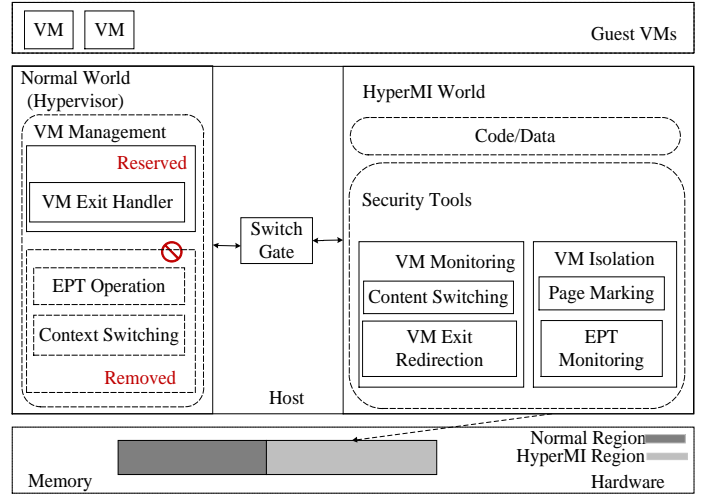 VM VM Guest VMs
Normal World
(Hypervisor)
VM Management
Reserved
VM Exit Handler
EPT Operation
Context Switching
Removed
Switch
Gate
Host
HyperMI World
Code/Data
Security Tools
VM Monitoring
Content Switching
VM Exit
Redirection
VM Isolation
Page Marking
EPT
Monitoring
Normal Region
HyperMI Region
Memory
Hardware